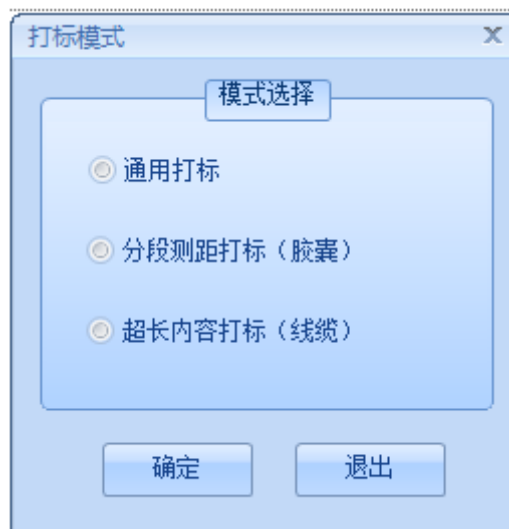 打标模式
模式选择
通用打标
分段测距打标（胶囊）
超长内容打标（线缆）
确定
退出